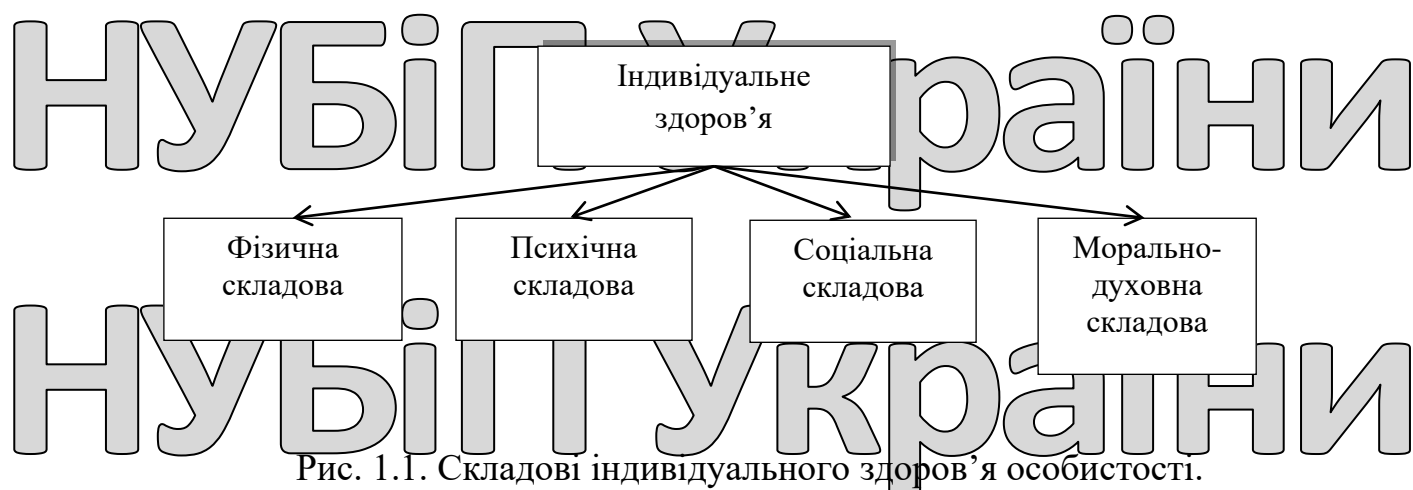 НУБіП України
Індивідуальне
здоров’я
Фізична
складова
Психічна
складова
Соціальна
складова
Морально-
духовна
складова
НУБіП України
Рис. 1.1. Складові індивідуального здоров’я особистості.